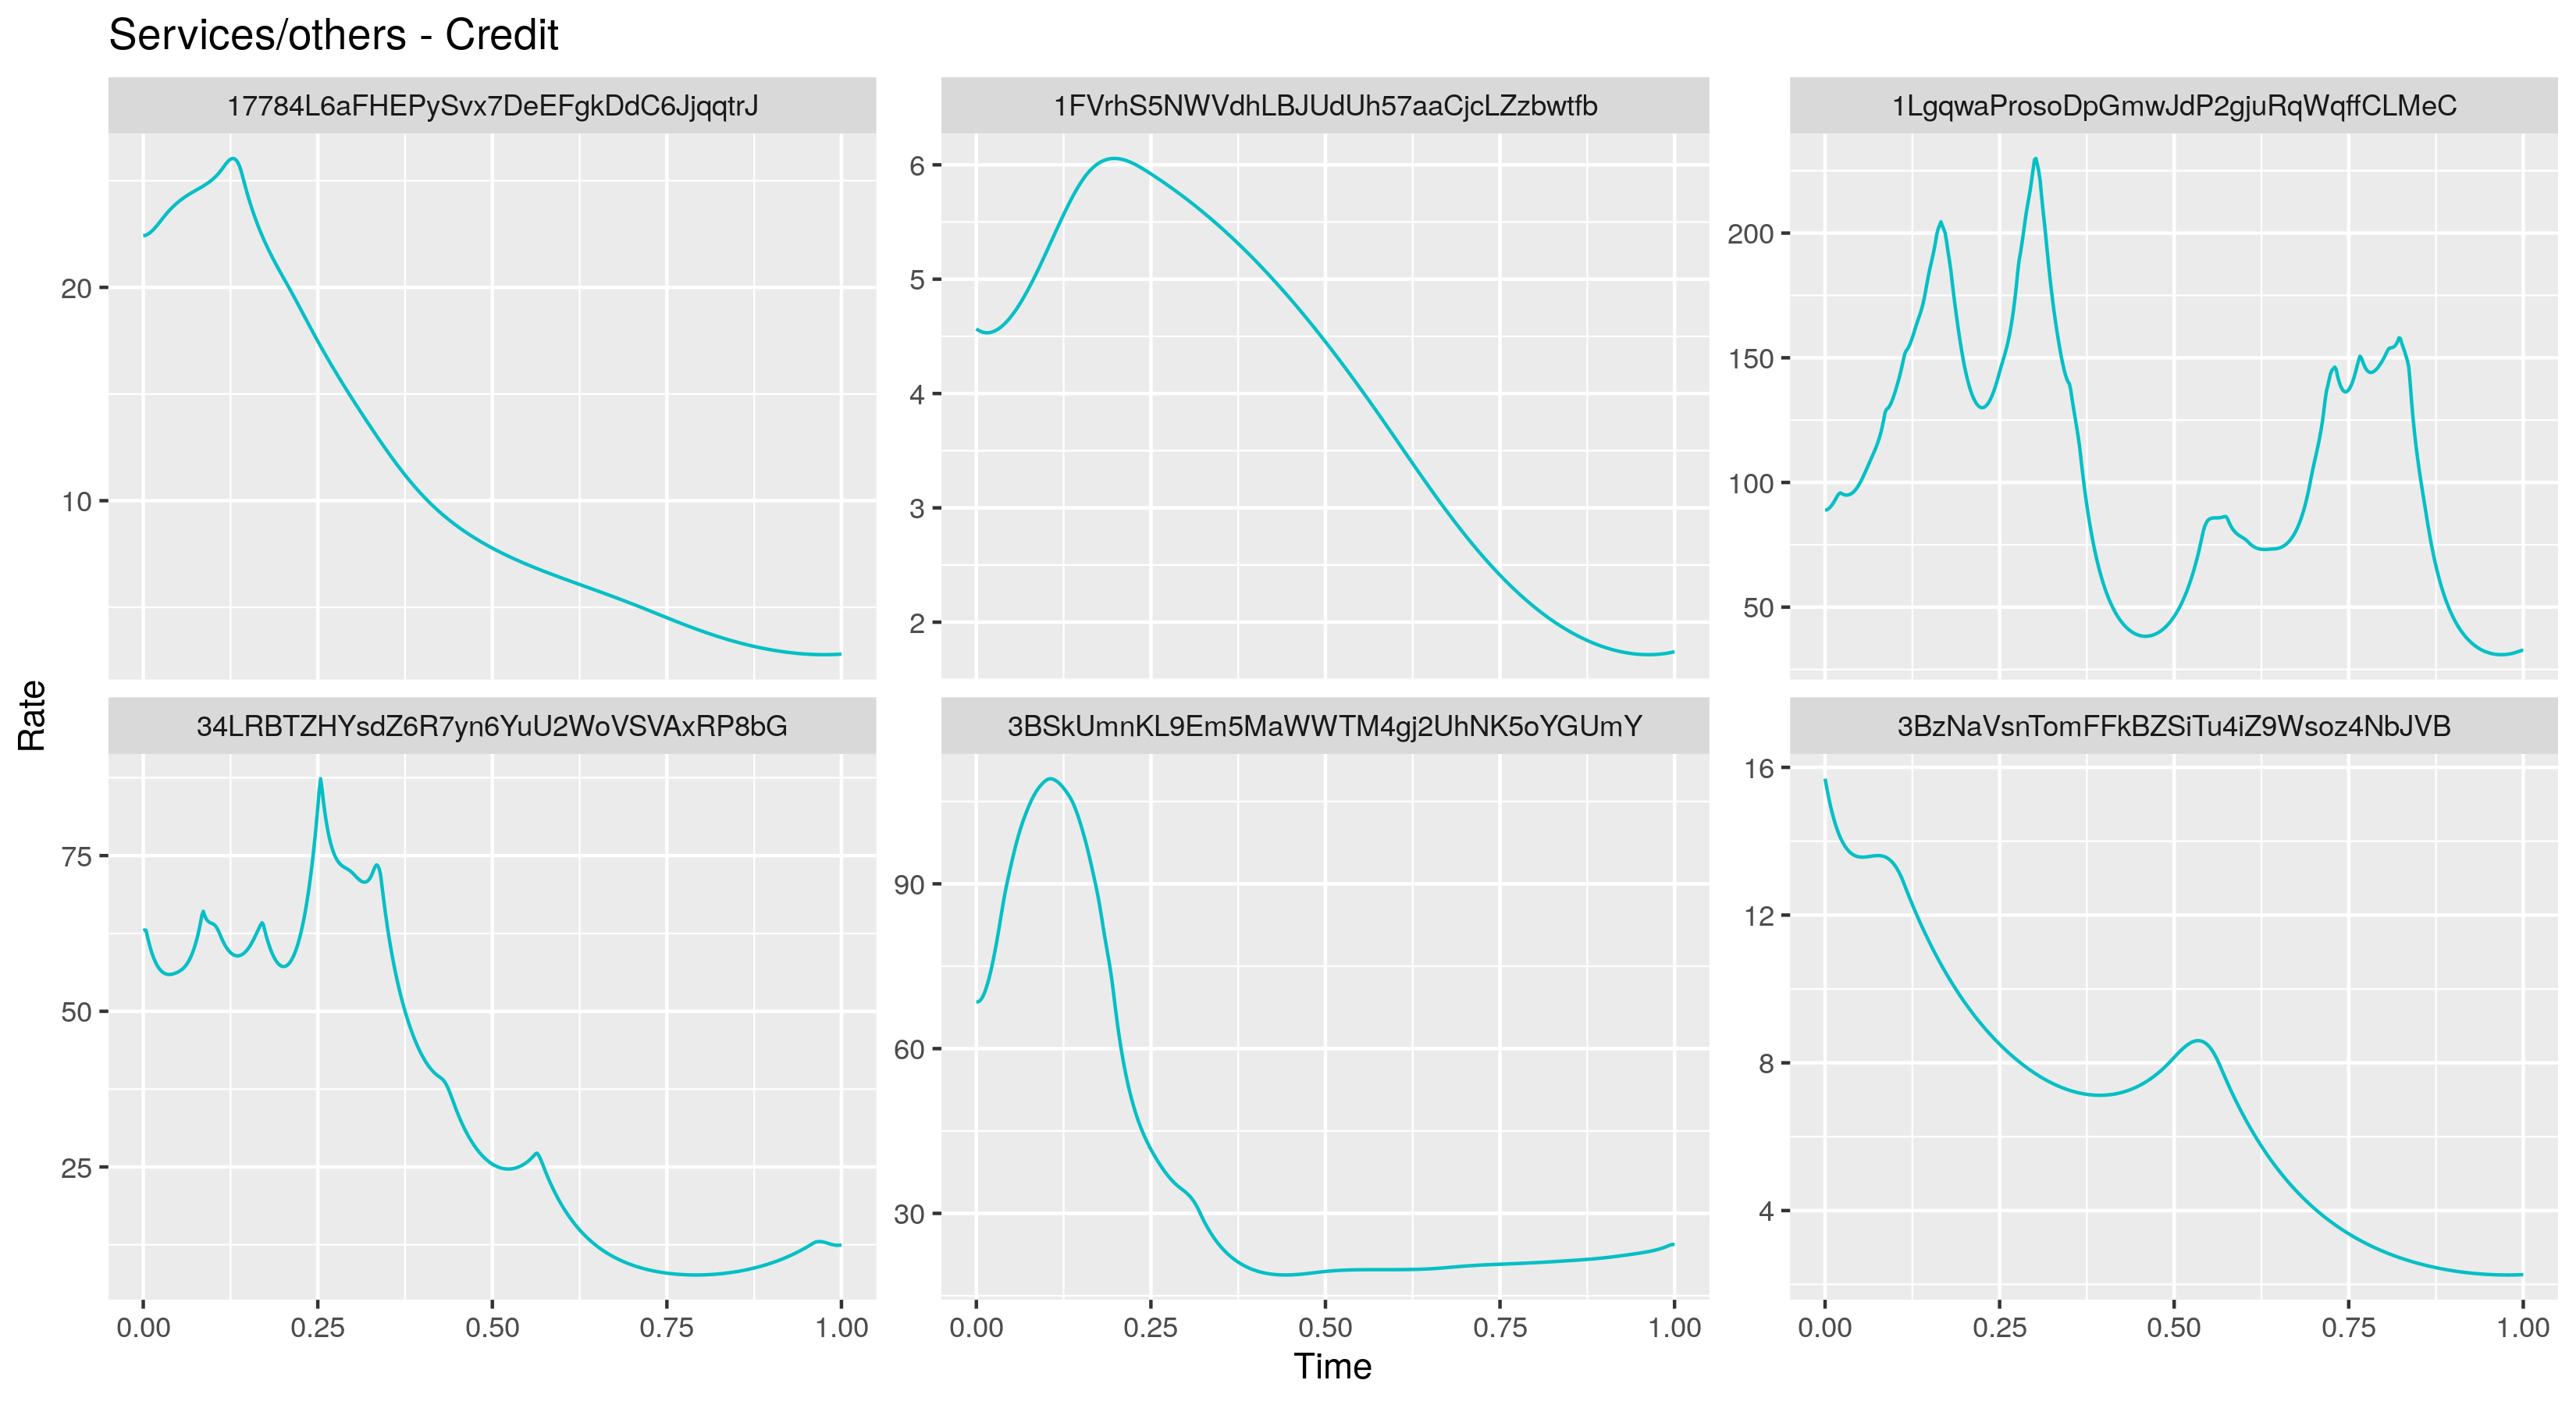 Services/others - Credit
17784L6aFHEPySvx7DeEFgkDdC6JjqqtrJ
1FVrhS5NWVdhLBJUdUh57aaCjcLZzbwtfb
1LgqwaProsoDpGmwJdP2gjuRqWqffCLMeC
20
10
6
5
4
3
2
200
150
100
50
Rate
34LRBTZHYsdZ6R7yn6YuU2WoVSVAxRP8bG
3BSkUmnKL9Em5MaWWTM4gj2UhNK5oYGUmY
3BzNaVsnTomFFkBZSiTu4iZ9Wsoz4NbJVB
75
50
25
90
60
30
16
12
8
4
0.00 0.25 0.50 0.75 1.00
0.00 0.25 0.50 0.75 1.00
0.00 0.25 0.50 0.75 1.00
Time